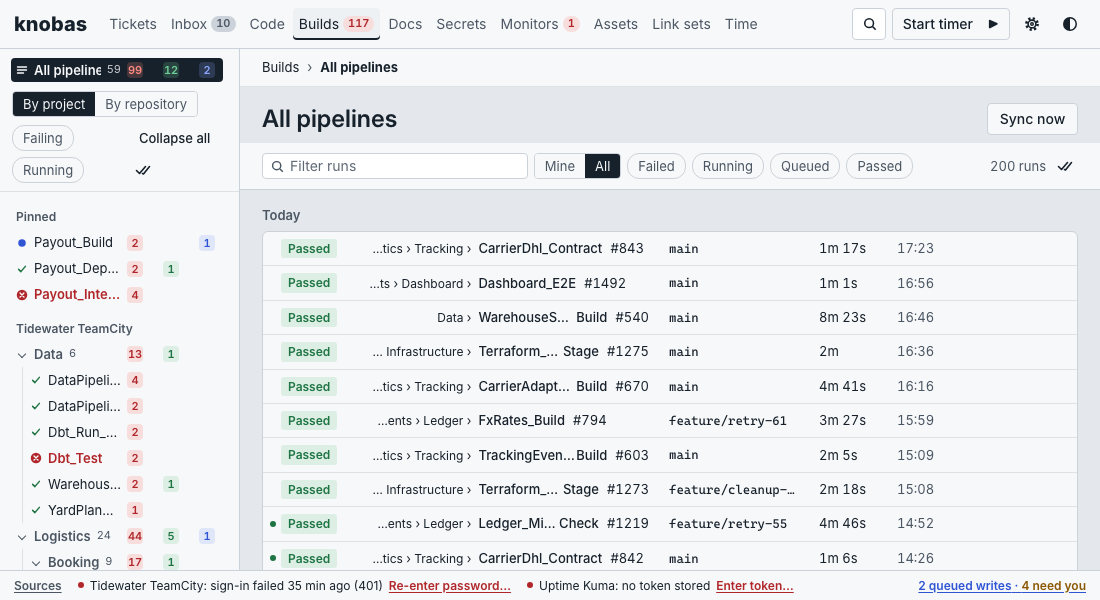 knobas Tickets Inbox 10 Code Builds 117 Docs Secrets Monitors 1 Assets Link sets Time Start timer
All pipeline 59 99 12 2
By project By repository
Failing Collapse all
Running
Pinned
Payout_Build 2 1
Payout_Dep... 2 1
Payout_Inte... 4
Tidewater TeamCity
Data 6 13 1
DataPipeli... 4
DataPipeli... 2
Dbt_Run_... 2
Dbt_Test 2
Warehous... 2 1
YardPlan... 1
Logistics 24 44 5 1
Booking 9 17 1
Builds › All pipelines
All pipelines Sync now
Filter runs Mine All Failed Running Queued Passed 200 runs
Today
Passed ...tics › Tracking › CarrierDhl_Contract #843 main 1m 17s 17:23
Passed ...ts › Dashboard › Dashboard_E2E #1492 main 1m 1s 16:56
Passed Data › WarehouseS... Build #540 main 8m 23s 16:46
Passed ... Infrastructure › Terraform_... Stage #1275 main 2m 16:36
Passed ...tics › Tracking › CarrierAdapt... Build #670 main 4m 41s 16:16
Passed ...ents › Ledger › FxRates_Build #794 feature/retry-61 3m 27s 15:59
Passed ...tics › Tracking › TrackingEven... Build #603 main 2m 5s 15:09
Passed ... Infrastructure › Terraform_... Stage #1273 feature/cleanup-... 2m 18s 15:08
Passed ...ents › Ledger › Ledger_Mi... Check #1219 feature/retry-55 4m 46s 14:52
Passed ...tics › Tracking › CarrierDhl_Contract #842 main 1m 6s 14:26
Sources Tidewater TeamCity: sign-in failed 35 min ago (401) Re-enter password... Uptime Kuma: no token stored Enter token... 2 queued writes · 4 need you